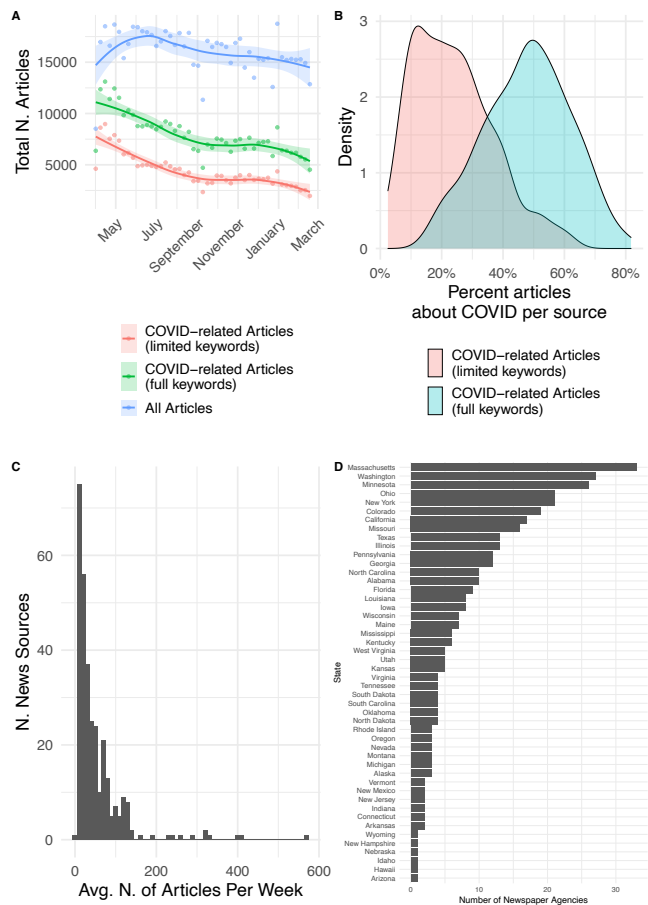 A
Total N. Articles
15000
10000
5000
May
July
September
November
January
March
COVID−related Articles
(limited keywords)
COVID−related Articles
(full keywords)
All Articles
B
Density
3
2
1
0
0%
20%
40%
60%
80%
Percent articles
about COVID per source
COVID−related Articles
(limited keywords)
COVID−related Articles
(full keywords)
C
N. News Sources
60
40
20
0
0
200
400
600
Avg. N. of Articles Per Week
D
State
Massachusetts
Washington
Minnesota
Ohio
New York
Colorado
California
Missouri
Texas
Illinois
Pennsylvania
Georgia
North Carolina
Alabama
Florida
Louisiana
Iowa
Wisconsin
Maine
Mississippi
Kentucky
West Virginia
Utah
Kansas
Virginia
Tennessee
South Dakota
South Carolina
Oklahoma
North Dakota
Rhode Island
Oregon
Nevada
Montana
Michigan
Alaska
Vermont
New Mexico
New Jersey
Indiana
Connecticut
Arkansas
Wyoming
New Hampshire
Nebraska
Idaho
Hawaii
Arizona
0
10
20
30
Number of Newspaper Agencies